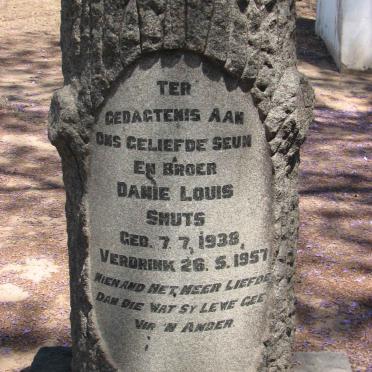 TER
GEDAGTENIS AAN
ONS GELIEFDE SEUN
EN BROER
DANIE LOUIS
SHUTS
GEB. 7. 7. 1938
VERDRINK 26. 5. 1957
NIEMAND HET MEER LIEFDE
DAN DIE WAT SY LEWE GEE
VIR 'N ANDER